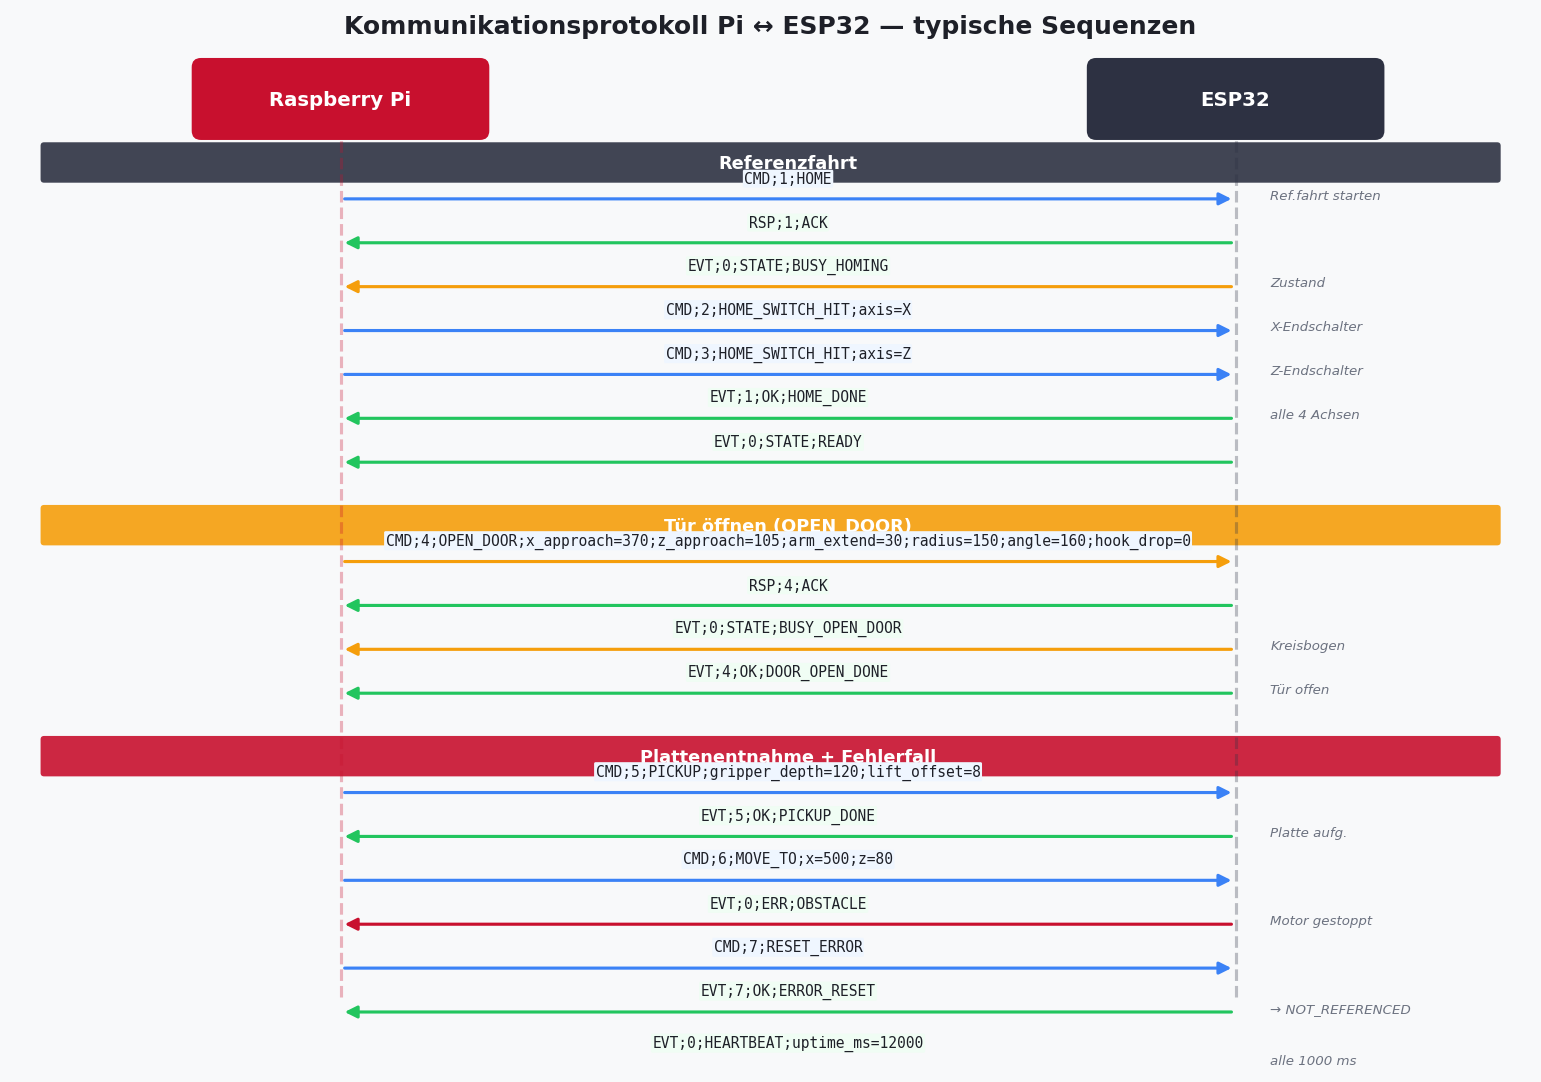 Kommunikationsprotokoll Pi ↔ ESP32 — typische Sequenzen
Raspberry Pi
ESP32
Referenzfahrt
CMD;1;HOME
Ref.fahrt starten
RSP;1;ACK
EVT;0;STATE;BUSY_HOMING
Zustand
CMD;2;HOME_SWITCH_HIT;axis=X
X-Endschalter
CMD;3;HOME_SWITCH_HIT;axis=Z
Z-Endschalter
EVT;1;OK;HOME_DONE
alle 4 Achsen
EVT;0;STATE;READY
Tür öffnen (OPEN_DOOR)
CMD;4;OPEN_DOOR;x_approach=370;z_approach=105;arm_extend=30;radius=150;angle=160;hook_drop=0
RSP;4;ACK
EVT;0;STATE;BUSY_OPEN_DOOR
Kreisbogen
EVT;4;OK;DOOR_OPEN_DONE
Tür offen
Plattenentnahme + Fehlerfall
CMD;5;PICKUP;gripper_depth=120;lift_offset=8
EVT;5;OK;PICKUP_DONE
Platte aufg.
CMD;6;MOVE_TO;x=500;z=80
EVT;0;ERR;OBSTACLE
Motor gestoppt
CMD;7;RESET_ERROR
EVT;7;OK;ERROR_RESET
→ NOT_REFERENCED
EVT;0;HEARTBEAT;uptime_ms=12000
alle 1000 ms